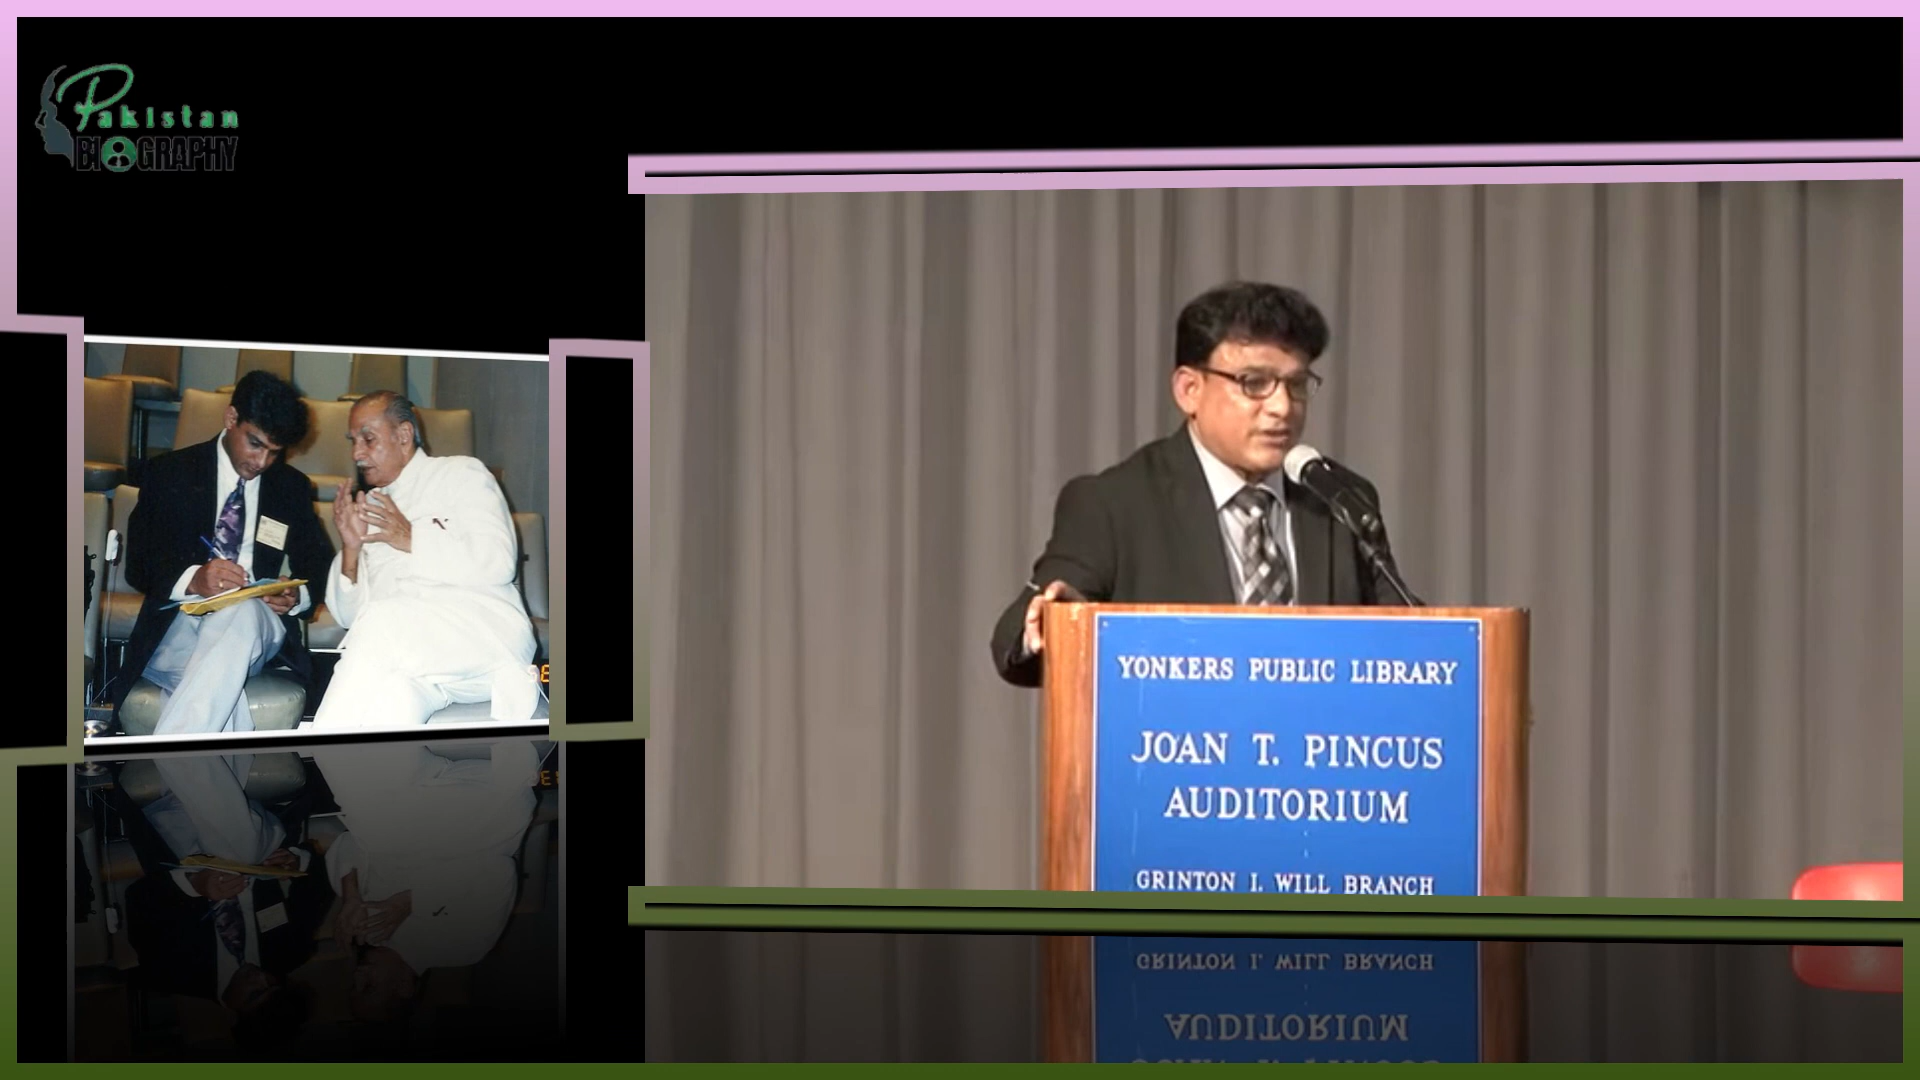 Pakistan
BIOGRAPHY
YONKERS PUBLIC LIBRARY
JOAN T. PINCUS
AUDITORIUM
GRINTON I. WILL BRANCH